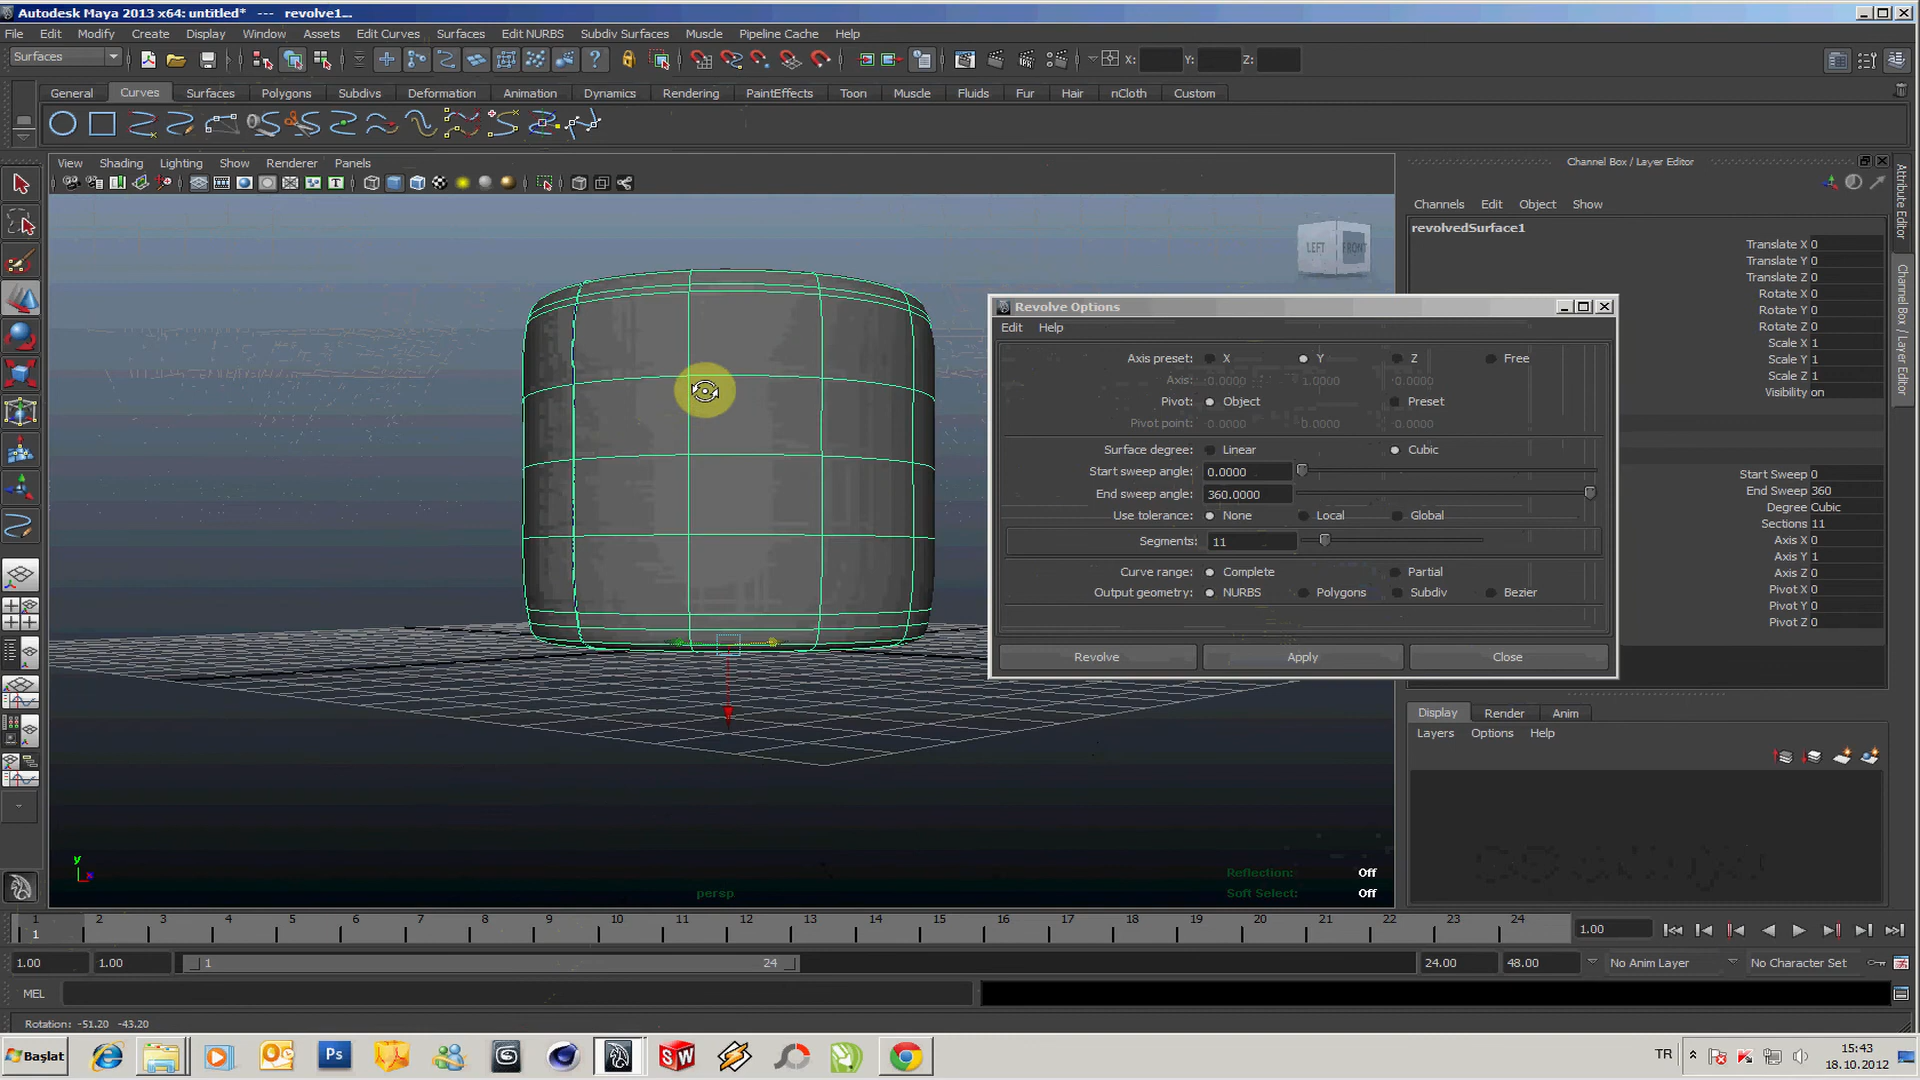 Autodesk Maya 2013 x64: untitled* --- revolve1...
File Edit Modify Create Display Window Assets Edit Curves Surfaces Edit NURBS Subdiv Surfaces Muscle Pipeline Cache Help
Surfaces X: Y: Z:
General Curves Surfaces Polygons Subdivs Deformation Animation Dynamics Rendering PaintEffects Toon Muscle Fluids Fur Hair nCloth Custom
View Shading Lighting Show Renderer Panels
Channel Box / Layer Editor
Channels Edit Object Show
revolvedSurface1
Translate X 0
Translate Y 0
Translate Z 0
Rotate X 0
Rotate Y 0
Rotate Z 0
Scale X 1
Scale Y 1
Scale Z 1
Visibility on
Start Sweep 0
End Sweep 360
Degree Cubic
Sections 11
Axis X 0
Axis Y 1
Axis Z 0
Pivot X 0
Pivot Y 0
Pivot Z 0
Attribute Editor
Channel Box / Layer Editor
LEFT FRONT
Revolve Options
Edit Help
Axis preset: X Y Z Free
Axis: 0.0000 1.0000 0.0000
Pivot: Object Preset
Pivot point: 0.0000 0.0000 0.0000
Surface degree: Linear Cubic
Start sweep angle: 0.0000
End sweep angle: 360.0000
Use tolerance: None Local Global
Segments: 11
Curve range: Complete Partial
Output geometry: NURBS Polygons Subdiv Bezier
Revolve Apply Close
Display Render Anim
Layers Options Help
y
x
persp
Reflection: Off
Soft Select: Off
1 2 3 4 5 6 7 8 9 10 11 12 13 14 15 16 17 18 19 20 21 22 23 24
1
1.00
1.00 1.00 1 24 24.00 48.00 No Anim Layer No Character Set
MEL
Rotation: -51.20 -43.20
Başlat Ps SW TR 15:43
18.10.2012